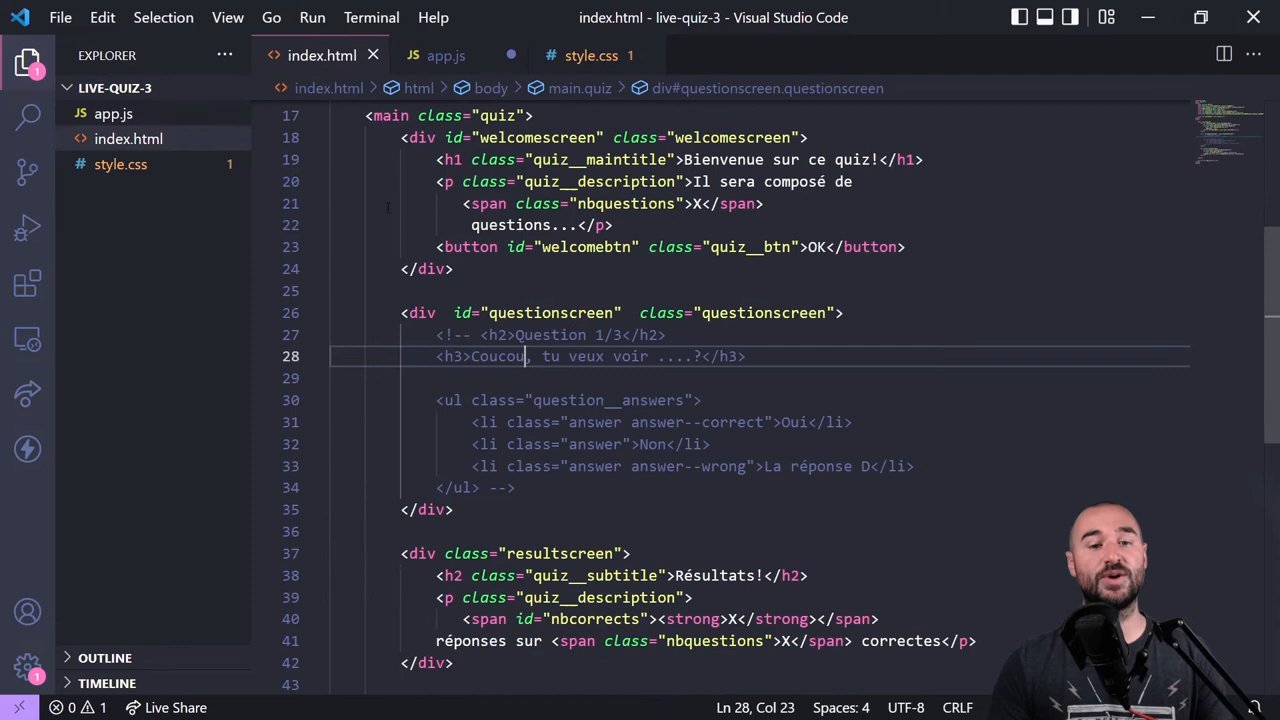 File Edit Selection View Go Run Terminal Help index.html - live-quiz-3 - Visual Studio Code
EXPLORER
index.html
app.js
style.css 1
LIVE-QUIZ-3
index.html > html > body > main.quiz > div#questionscreen.questionscreen
app.js
index.html
style.css 1
1
17 <main class="quiz">
18 <div id="welcomescreen" class="welcomescreen">
19 <h1 class="quiz__maintitle">Bienvenue sur ce quiz!</h1>
20 <p class="quiz__description">Il sera composé de
21 <span class="nbquestions">X</span>
22 questions...</p>
23 <button id="welcomebtn" class="quiz__btn">OK</button>
24 </div>
25
26 <div  id="questionscreen"  class="questionscreen">
27 <!-- <h2>Question 1/3</h2>
28 <h3>Coucou, tu veux voir ....?</h3>
29
30 <ul class="question__answers">
31 <li class="answer answer--correct">Oui</li>
32 <li class="answer">Non</li>
33 <li class="answer answer--wrong">La réponse D</li>
34 </ul> -->
35 </div>
36
37 <div class="resultscreen">
38 <h2 class="quiz__subtitle">Résultats!</h2>
39 <p class="quiz__description">
40 <span id="nbcorrects"><strong>X</strong></span>
41 réponses sur <span class="nbquestions">X</span> correctes</p>
42 </div>
43
OUTLINE
TIMELINE
1
0 1 Live Share Ln 28, Col 23 Spaces: 4 UTF-8 CRLF